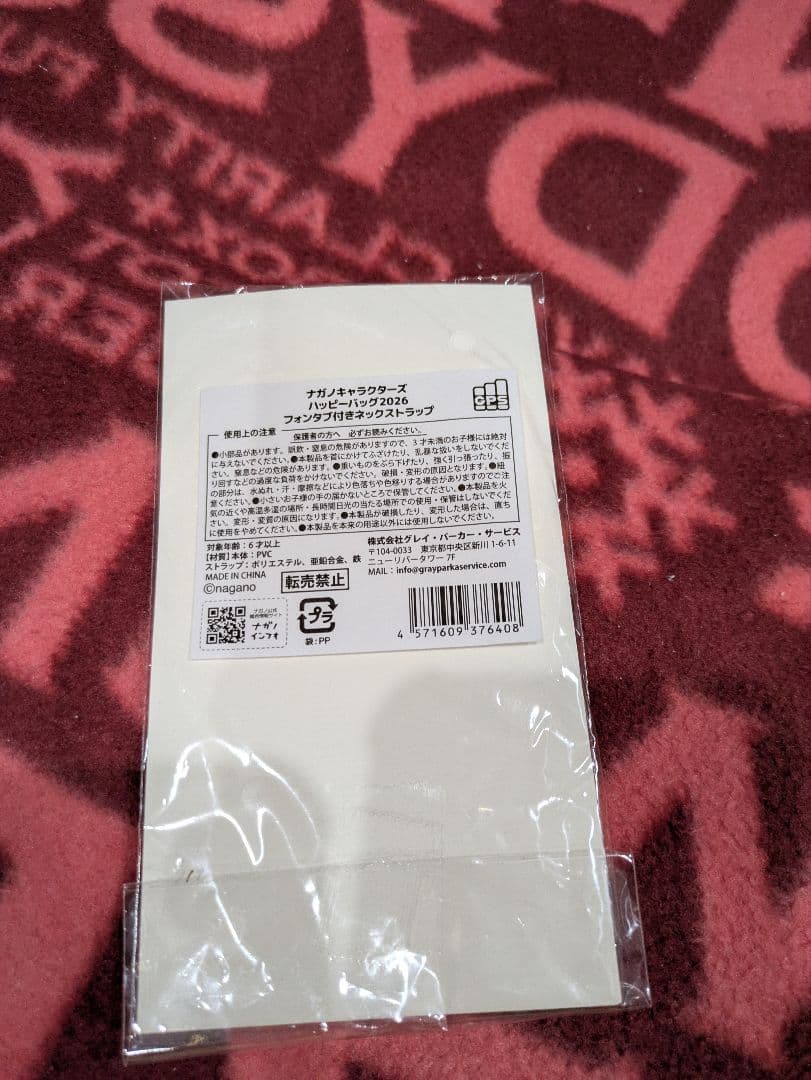 ナガノキャラクターズ
ハッピーバッグ2026
フォンタブ付きネックストラップ
GPS
使用上の注意 保護者の方へ 必ずお読みください。
●小部品があります。誤飲・窒息の危険がありますので、3才未満のお子様には絶対
に与えないでください。●本製品を首にかけてふざけたり、乱暴な扱いをしないでくだ
さい。窒息などの危険があります。●重いものをぶら下げたり、強く引っ張ったり、振
り回すなどの過度な負荷をかけないでください。破損・変形の原因となります。●紐
の部分は、水ぬれ・汗・摩擦などにより色落ちや色移りする場合がありますのでご注
意ください。●小さいお子様の手の届かないところで保管してください。●本製品を火
気の近くや高温多湿の場所・長時間日光の当たる場所での使用・保管はしないでくだ
さい。変形・変質の原因になります。●本製品が破損したり、変形した場合は、直ち
に使用をやめてください。●本製品を本来の用途以外には使用しないでください。
対象年齢:6才以上
【材質】本体:PVC
ストラップ:ポリエステル、亜鉛合金、鉄
MADE IN CHINA
©nagano
転売禁止
株式会社グレイ・パーカー・サービス
〒104-0033 東京都中央区新川1-6-11
ニューリバータワー 7F
MAIL:info@grayparkaservice.com
ナガノ公式
ナガノ
インフォ
プラ
袋:PP
4 571609 376408